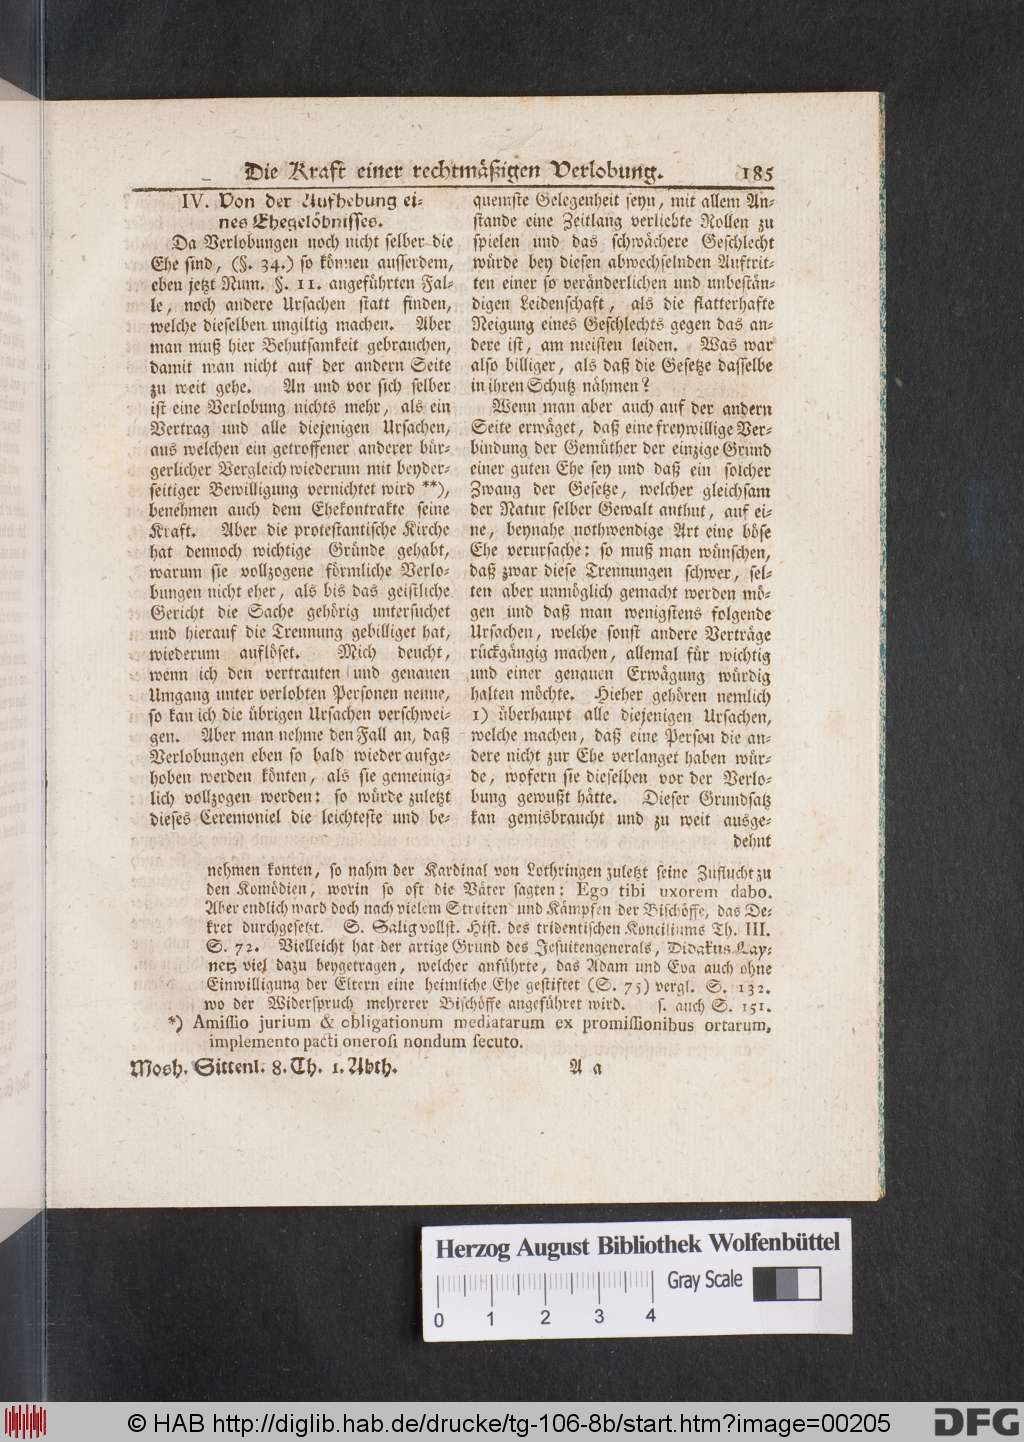 Die Kraft einer rechtmäßigen Verlobung. 185
IV. Von der Aufhebung ei-
nes Ehegelöbnisses.
Da Verlobungen noch nicht selber die
Ehe sind, (§. 34.) so können ausserdem,
eben jetzt Num. §. 11. angeführten Fal-
le, noch andere Ursachen statt finden,
welche dieselben ungiltig machen. Aber
man muß hier Behutsamkeit gebrauchen,
damit man nicht auf der andern Seite
zu weit gehe. An und vor sich selber
ist eine Verlobung nichts mehr, als ein
Vertrag und alle diejenigen Ursachen,
aus welchen ein getroffener anderer bür-
gerlicher Vergleich wiederum mit beyder-
seitiger Bewilligung vernichtet wird **),
benehmen auch dem Ehekontrakte seine
Kraft. Aber die protestantische Kirche
hat dennoch wichtige Gründe gehabt,
warum sie vollzogene förmliche Verlo-
bungen nicht eher, als bis das geistliche
Gericht die Sache gehörig untersuchet
und hierauf die Trennung gebilliget hat,
wiederum auflöset. Mich deucht,
wenn ich den vertrauten und genauen
Umgang unter verlobten Personen nenne,
so kan ich die übrigen Ursachen verschwei-
gen. Aber man nehme den Fall an, daß
Verlobungen eben so bald wieder aufge-
hoben werden könten, als sie gemeinig-
lich vollzogen werden: so würde zuletzt
dieses Ceremoniel die leichteste und be-
quemste Gelegenheit seyn, mit allem An-
stande eine Zeitlang verliebte Rollen zu
spielen und das schwächere Geschlecht
würde bey diesen abwechselnden Auftrit-
ten einer so veränderlichen und unbestän-
digen Leidenschaft, als die flatterhafte
Neigung eines Geschlechts gegen das an-
dere ist, am meisten leiden. Was war
also billiger, als daß die Gesetze dasselbe
in ihren Schutz nähmen?
Wenn man aber auch auf der andern
Seite erwäget, daß eine freywillige Ver-
bindung der Gemüther der einzige Grund
einer guten Ehe sey und daß ein solcher
Zwang der Gesetze, welcher gleichsam
der Natur selber Gewalt anthut, auf ei-
ne, beynahe nothwendige Art eine böse
Ehe verursache: so muß man wünschen,
daß zwar diese Trennungen schwer, sel-
ten aber unmöglich gemacht werden mö-
gen und daß man wenigstens folgende
Ursachen, welche sonst andere Verträge
rückgängig machen, allemal für wichtig
und einer genauen Erwägung würdig
halten möchte. Hieher gehören nemlich
1) überhaupt alle diejenigen Ursachen,
welche machen, daß eine Person die an-
dere nicht zur Ehe verlanget haben wür-
de, wofern sie dieselben vor der Verlo-
bung gewußt hätte. Dieser Grundsatz
kan gemisbraucht und zu weit ausge-
dehnt
nehmen konten, so nahm der Kardinal von Lothringen zuletzt seine Zuflucht zu
den Komödien, worin so oft die Väter sagten: Ego tibi uxorem dabo.
Aber endlich ward doch nach vielem Streiten und Kämpfen der Bischöffe, das De-
kret durchgesetzt. S. Salig vollst. Hist. des tridentischen Konciliums Th. III.
S. 72. Vielleicht hat der artige Grund des Jesuitengenerals, Didakus Lay-
netz viel dazu beygetragen, welcher anführte, das Adam und Eva auch ohne
Einwilligung der Eltern eine heimliche Ehe gestiftet (S. 75) vergl. S. 132.
wo der Widerspruch mehrerer Bischöffe angeführet wird. s. auch S. 151.
*) Amissio jurium & obligationum mediatarum ex promissionibus ortarum,
implemento pacti onerosi nondum secuto.
Mosh. Sittenl. 8. Th. 1. Abth. A a
Herzog August Bibliothek Wolfenbüttel
Gray Scale
0 1 2 3 4
© HAB http://diglib.hab.de/drucke/tg-106-8b/start.htm?image=00205
DFG